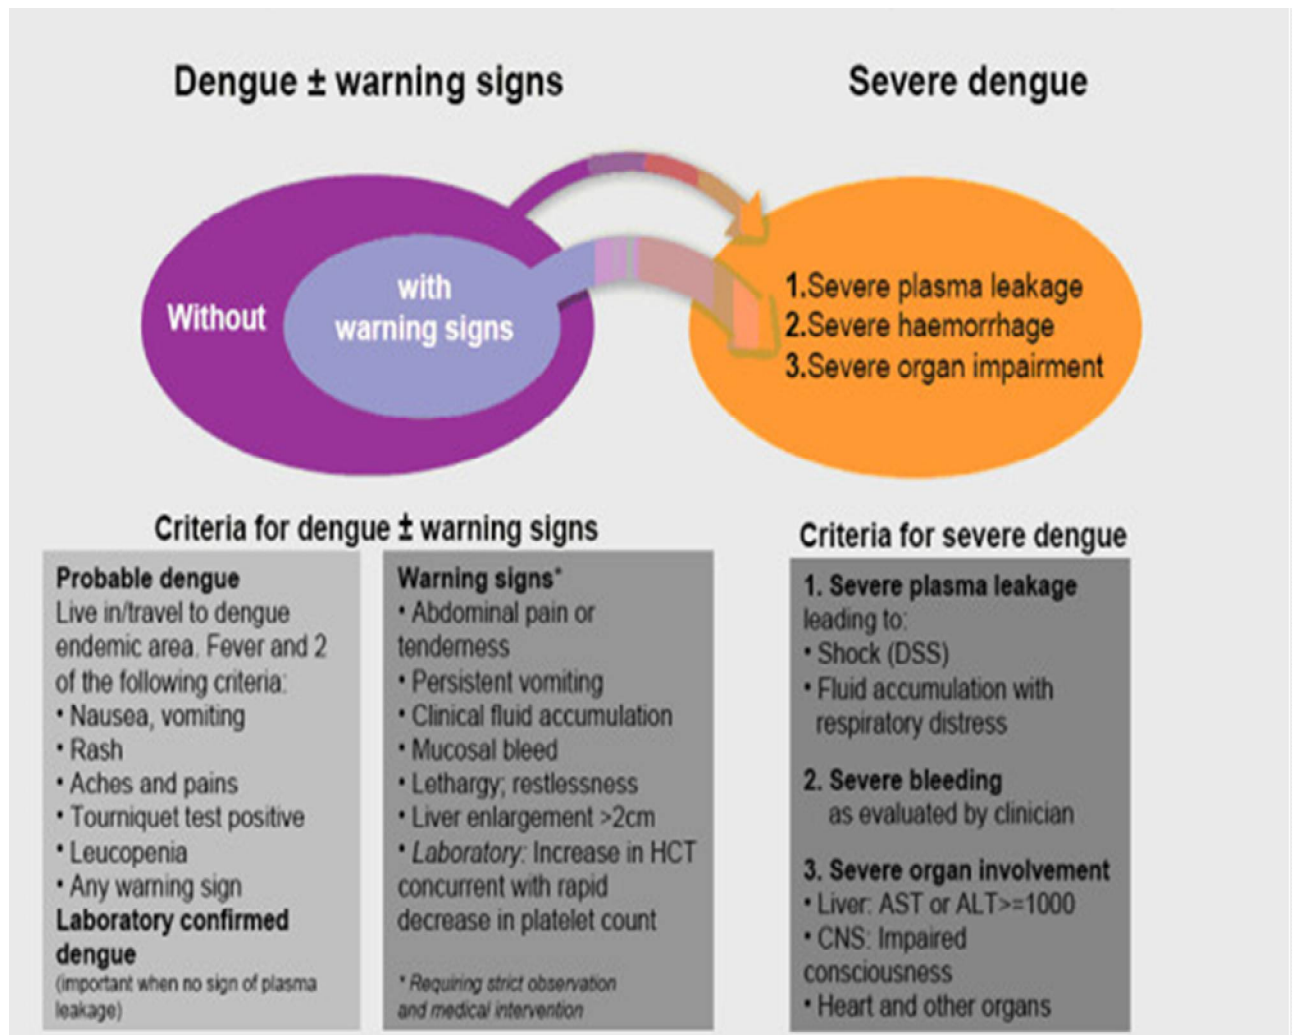 Dengue ± warning signs
Severe dengue
Without
with
warning signs
1.Severe plasma leakage
2.Severe haemorrhage
3.Severe organ impairment
Criteria for dengue ± warning signs
Probable dengue
Live in/travel to dengue
endemic area. Fever and 2
of the following criteria:
• Nausea, vomiting
• Rash
• Aches and pains
• Tourniquet test positive
• Leucopenia
• Any warning sign
Laboratory confirmed
dengue
(important when no sign of plasma
leakage)
Warning signs*
• Abdominal pain or
tenderness
• Persistent vomiting
• Clinical fluid accumulation
• Mucosal bleed
• Lethargy; restlessness
• Liver enlargement >2cm
• Laboratory: Increase in HCT
concurrent with rapid
decrease in platelet count
* Requiring strict observation
and medical intervention
Criteria for severe dengue
1. Severe plasma leakage
leading to:
• Shock (DSS)
• Fluid accumulation with
respiratory distress
2. Severe bleeding
as evaluated by clinician
3. Severe organ involvement
• Liver: AST or ALT>=1000
• CNS: Impaired
consciousness
• Heart and other organs